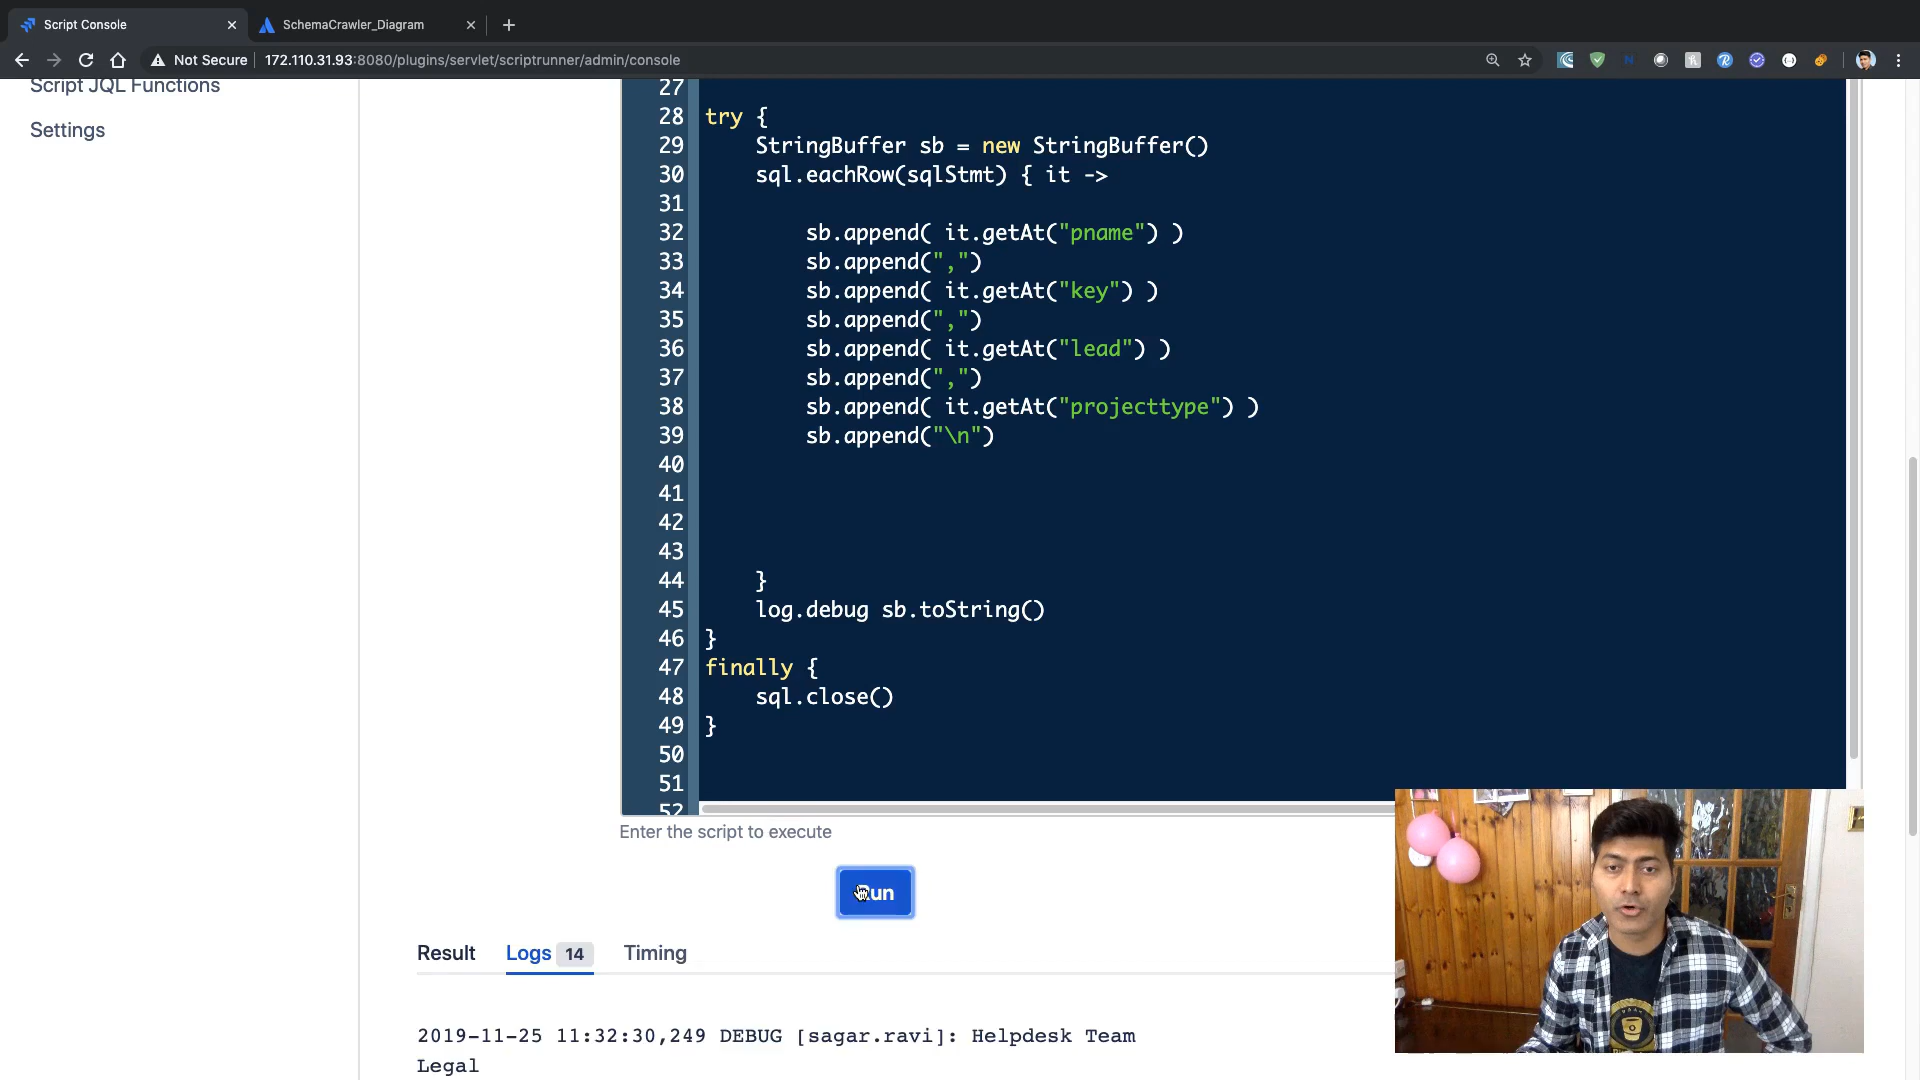 Script Console
SchemaCrawler_Diagram
Not Secure
172.110.31.93:8080/plugins/servlet/scriptrunner/admin/console
Script JQL Functions
Settings
27
28 try {
29 StringBuffer sb = new StringBuffer()
30 sql.eachRow(sqlStmt) { it ->
31
32 sb.append( it.getAt("pname") )
33 sb.append(",")
34 sb.append( it.getAt("key") )
35 sb.append(",")
36 sb.append( it.getAt("lead") )
37 sb.append(",")
38 sb.append( it.getAt("projecttype") )
39 sb.append("\n")
40
41
42
43
44 }
45 log.debug sb.toString()
46 }
47 finally {
48 sql.close()
49 }
50
51
52
Enter the script to execute
Run
Result Logs 14 Timing
2019-11-25 11:32:30,249 DEBUG [sagar.ravi]: Helpdesk Team
Legal